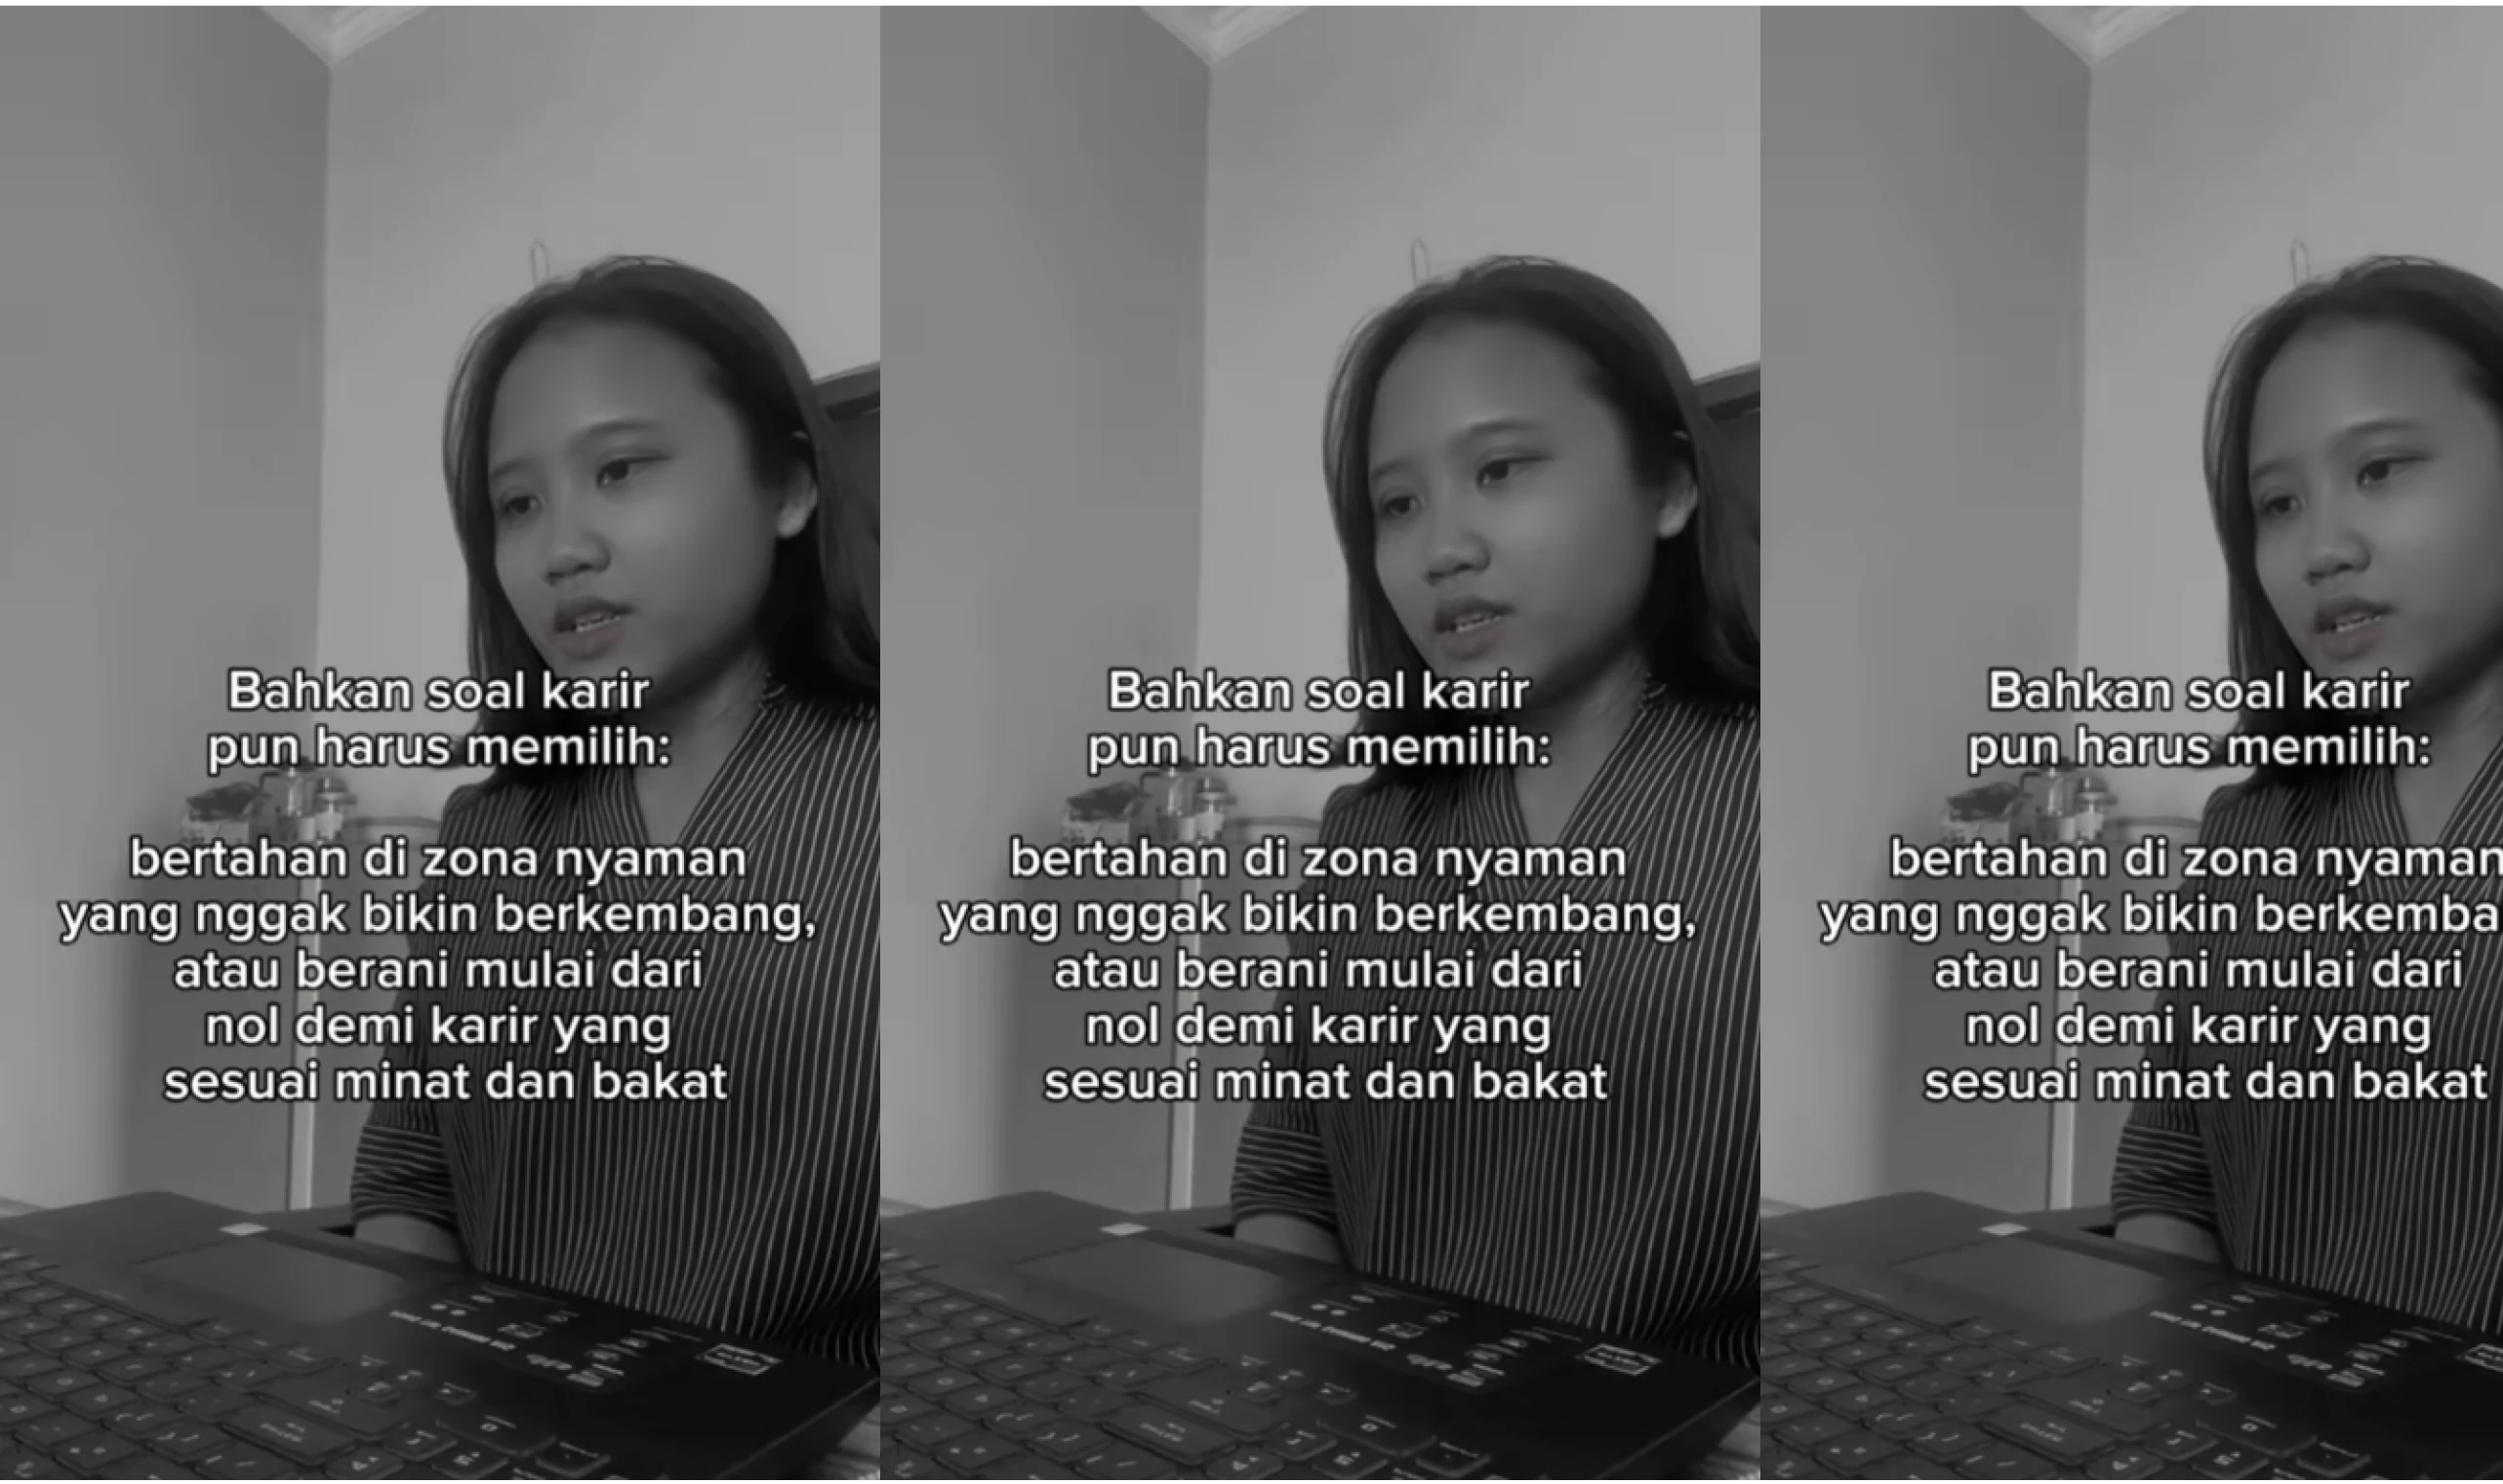 Bahkan soal karir
pun harus memilih:
bertahan di zona nyaman
yang nggak bikin berkembang,
atau berani mulai dari
nol demi karir yang
sesuai minat dan bakat
Bahkan soal karir
pun harus memilih:
bertahan di zona nyaman
yang nggak bikin berkembang,
atau berani mulai dari
nol demi karir yang
sesuai minat dan bakat
Bahkan soal karir
pun harus memilih:
bertahan di zona nyaman
yang nggak bikin berkemba
atau berani mulai dari
nol demi karir yang
sesuai minat dan bakat